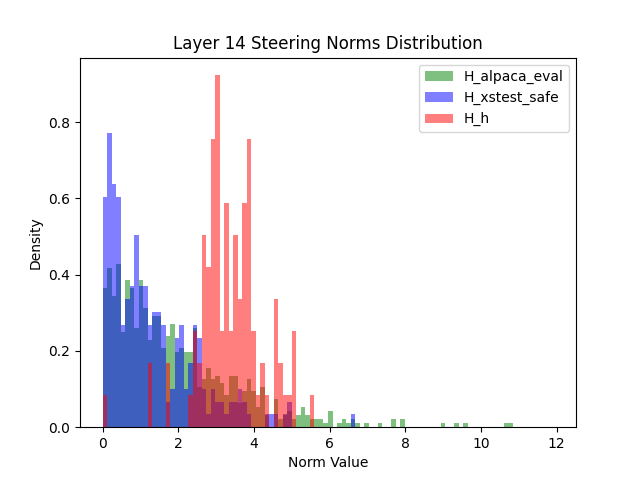 Layer 14 Steering Norms Distribution
H_alpaca_eval
H_xstest_safe
H_h
Density
0.8
0.6
0.4
0.2
0.0
0 2 4 6 8 10 12
Norm Value